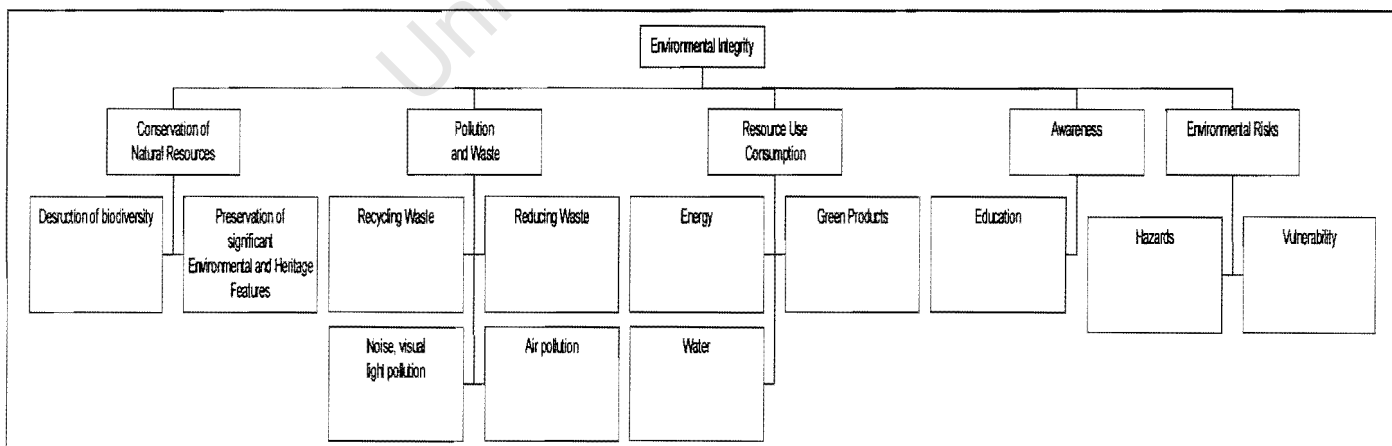 Environmental Integrity
Conservation of
Natural Resources
Pollution
and Waste
Resource Use
Consumption
Awareness
Environmental Risks
Desruction of biodiversity
Preservation of
significant
Environmental and Heritage
Features
Recycling Waste
Reducing Waste
Energy
Green Products
Education
Hazards
Vulnerability
Noise, visual
light pollution
Air pollution
Water